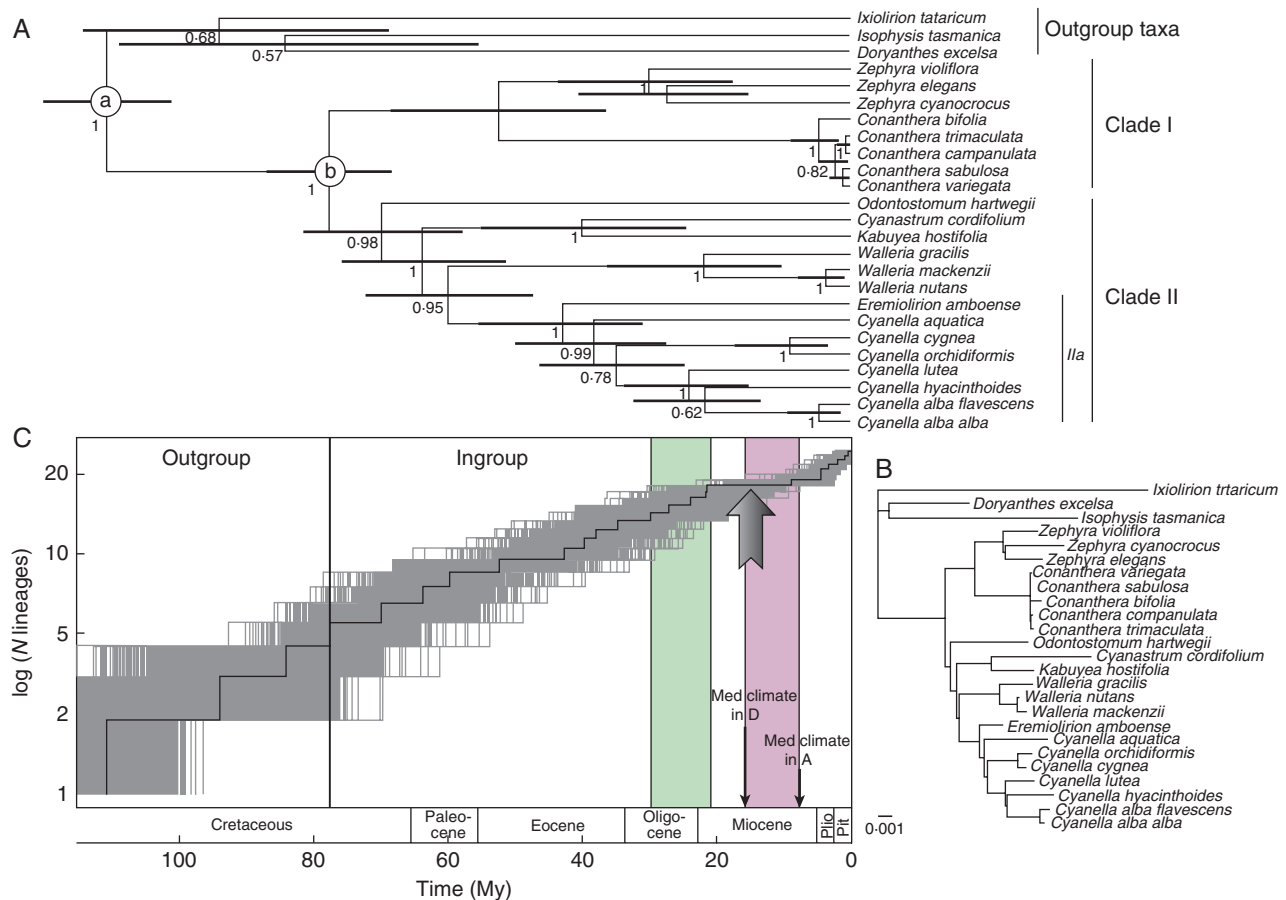 A
Ixiolirion tataricum
Isophysis tasmanica
Doryanthes excelsa
Outgroup taxa
Zephyra violiflora
Zephyra elegans
Zephyra cyanocrocus
Conanthera bifolia
Conanthera trimaculata
Conanthera campanulata
Conanthera sabulosa
Conanthera variegata
Clade I
Odontostomum hartwegii
Cyanastrum cordifolium
Kabuyea hostifolia
Walleria gracilis
Walleria mackenzii
Walleria nutans
Eremiolirion amboense
Cyanella aquatica
Cyanella cygnea
Cyanella orchidiformis
Cyanella lutea
Cyanella hyacinthoides
Cyanella alba flavescens
Cyanella alba alba
Clade II
IIa
0·68
0·57
a
1
b
1
1
1
1
0·82
0·98
1
1
0·95
1
1
1
0·99
0·78
1
1
0·62
1
C
Outgroup
Ingroup
log (N lineages)
20
10
5
2
1
Med climate
in D
Med climate
in A
Cretaceous
Paleo-
cene
Eocene
Oligo-
cene
Miocene
Plio
Pit
100
80
60
40
20
0
Time (My)
B
Ixiolirion trtaricum
Doryanthes excelsa
Isophysis tasmanica
Zephyra violiflora
Zephyra cyanocrocus
Zephyra elegans
Conanthera variegata
Conanthera sabulosa
Conanthera bifolia
Conanthera companulata
Conanthera trimaculata
Odontostomum hartwegii
Cyanastrum cordifolium
Kabuyea hostifolia
Walleria gracilis
Walleria nutans
Walleria mackenzii
Eremiolirim amboense
Cyanella aquatica
Cyanella orchidiformis
Cyanella cygnea
Cyanella lutea
Cyanella hyacinthoides
Cyanella alba flavescens
Cyanella alba alba
0·001